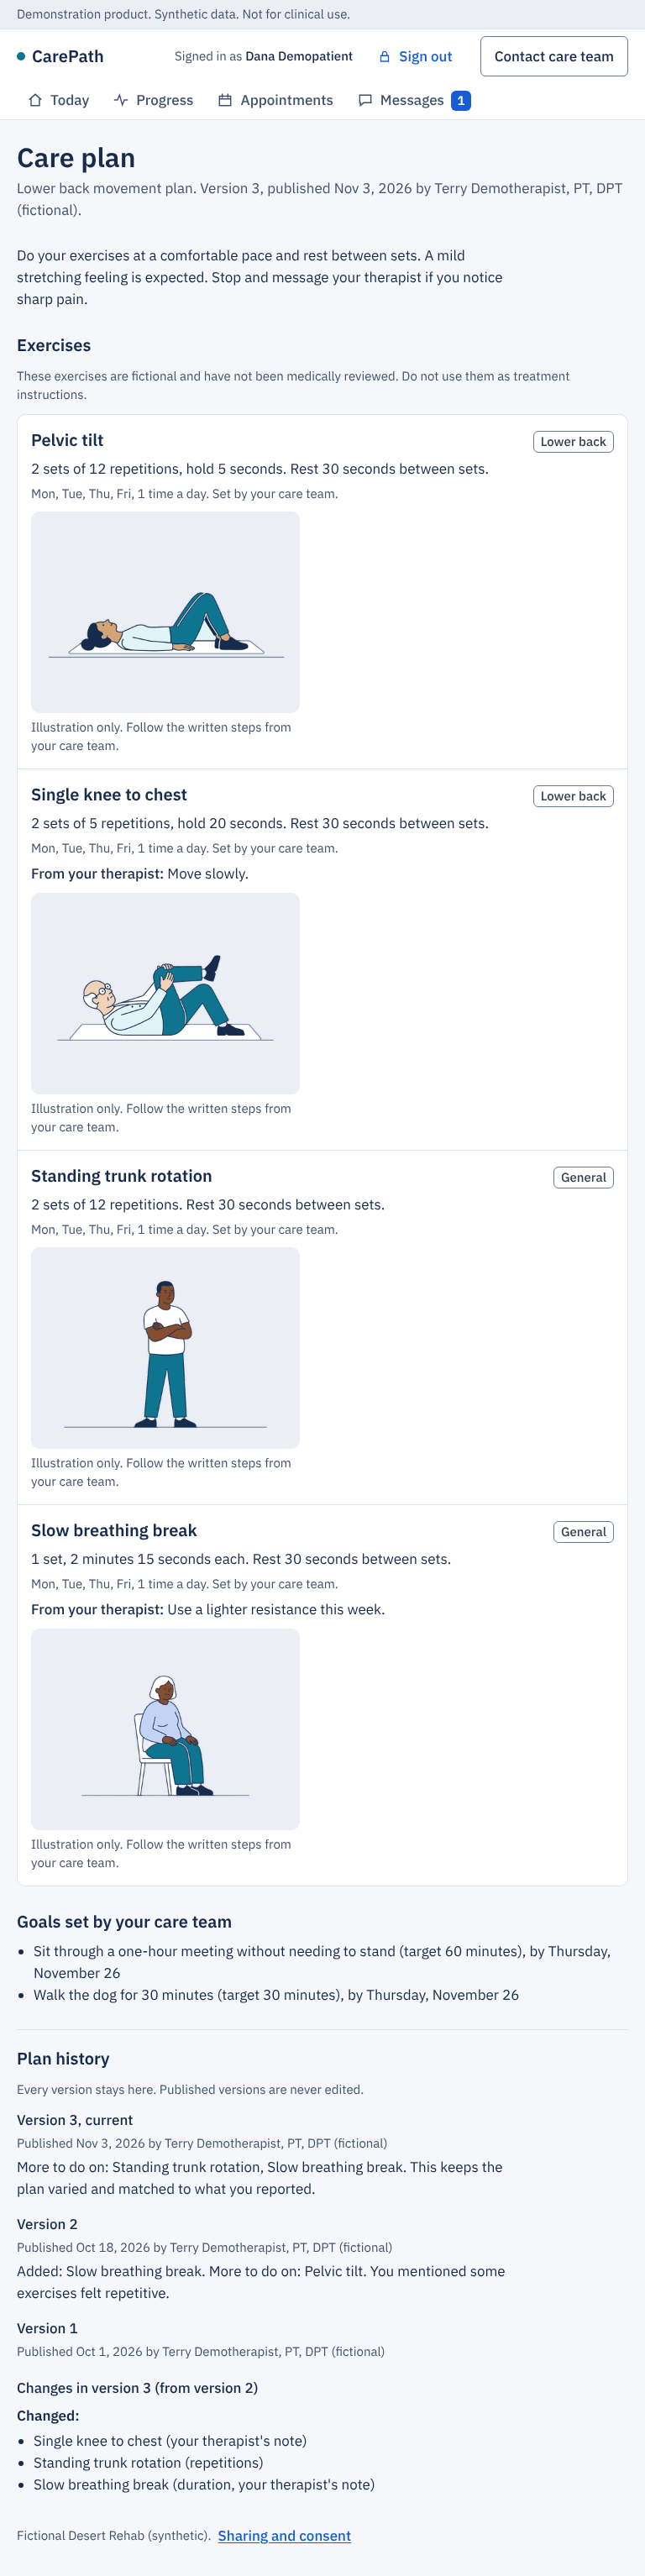 Demonstration product. Synthetic data. Not for clinical use.
CarePath
Signed in as Dana Demopatient
Sign out
Contact care team
Today
Progress
Appointments
Messages 1
Care plan
Lower back movement plan. Version 3, published Nov 3, 2026 by Terry Demotherapist, PT, DPT
(fictional).
Do your exercises at a comfortable pace and rest between sets. A mild
stretching feeling is expected. Stop and message your therapist if you notice
sharp pain.
Exercises
These exercises are fictional and have not been medically reviewed. Do not use them as treatment
instructions.
Pelvic tilt
Lower back
2 sets of 12 repetitions, hold 5 seconds. Rest 30 seconds between sets.
Mon, Tue, Thu, Fri, 1 time a day. Set by your care team.
Illustration only. Follow the written steps from
your care team.
Single knee to chest
Lower back
2 sets of 5 repetitions, hold 20 seconds. Rest 30 seconds between sets.
Mon, Tue, Thu, Fri, 1 time a day. Set by your care team.
From your therapist: Move slowly.
Illustration only. Follow the written steps from
your care team.
Standing trunk rotation
General
2 sets of 12 repetitions. Rest 30 seconds between sets.
Mon, Tue, Thu, Fri, 1 time a day. Set by your care team.
Illustration only. Follow the written steps from
your care team.
Slow breathing break
General
1 set, 2 minutes 15 seconds each. Rest 30 seconds between sets.
Mon, Tue, Thu, Fri, 1 time a day. Set by your care team.
From your therapist: Use a lighter resistance this week.
Illustration only. Follow the written steps from
your care team.
Goals set by your care team
• Sit through a one-hour meeting without needing to stand (target 60 minutes), by Thursday,
November 26
• Walk the dog for 30 minutes (target 30 minutes), by Thursday, November 26
Plan history
Every version stays here. Published versions are never edited.
Version 3, current
Published Nov 3, 2026 by Terry Demotherapist, PT, DPT (fictional)
More to do on: Standing trunk rotation, Slow breathing break. This keeps the
plan varied and matched to what you reported.
Version 2
Published Oct 18, 2026 by Terry Demotherapist, PT, DPT (fictional)
Added: Slow breathing break. More to do on: Pelvic tilt. You mentioned some
exercises felt repetitive.
Version 1
Published Oct 1, 2026 by Terry Demotherapist, PT, DPT (fictional)
Changes in version 3 (from version 2)
Changed:
• Single knee to chest (your therapist's note)
• Standing trunk rotation (repetitions)
• Slow breathing break (duration, your therapist's note)
Fictional Desert Rehab (synthetic). Sharing and consent